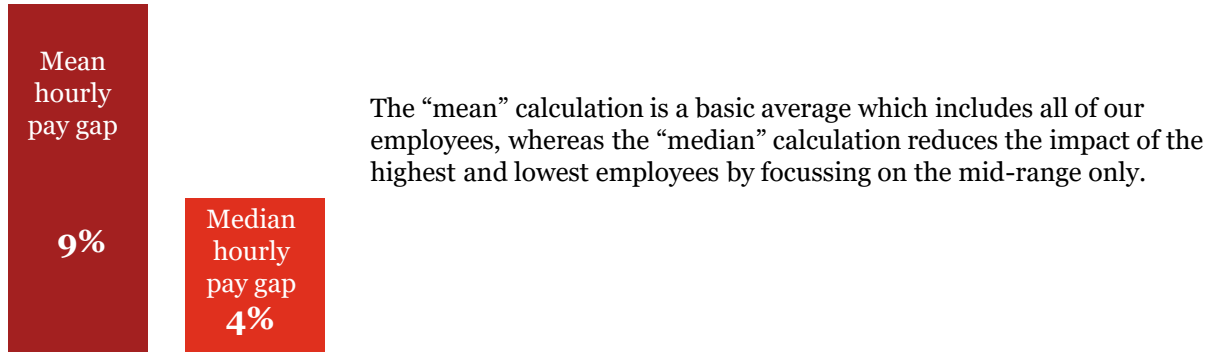 Mean
hourly
pay gap
9%
Median
hourly
pay gap
4%
The “mean” calculation is a basic average which includes all of our
employees, whereas the “median” calculation reduces the impact of the
highest and lowest employees by focussing on the mid-range only.